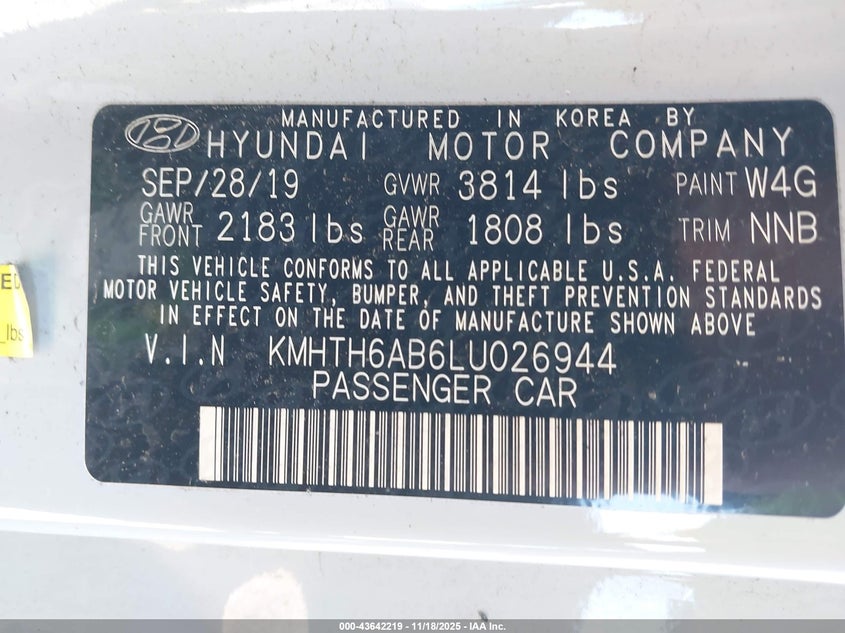 MANUFACTURED IN KOREA BY
HYUNDAI MOTOR COMPANY
SEP/28/19 GVWR 3814 lbs PAINT W4G
GAWR FRONT 2183 lbs GAWR REAR 1808 lbs TRIM NNB
THIS VEHICLE CONFORMS TO ALL APPLICABLE U.S.A. FEDERAL
MOTOR VEHICLE SAFETY, BUMPER, AND THEFT PREVENTION STANDARDS
IN EFFECT ON THE DATE OF MANUFACTURE SHOWN ABOVE
V.I.N KMHTH6AB6LU026944
PASSENGER CAR
lbs
000-43642219 - 11/18/2025 - IAA Inc.